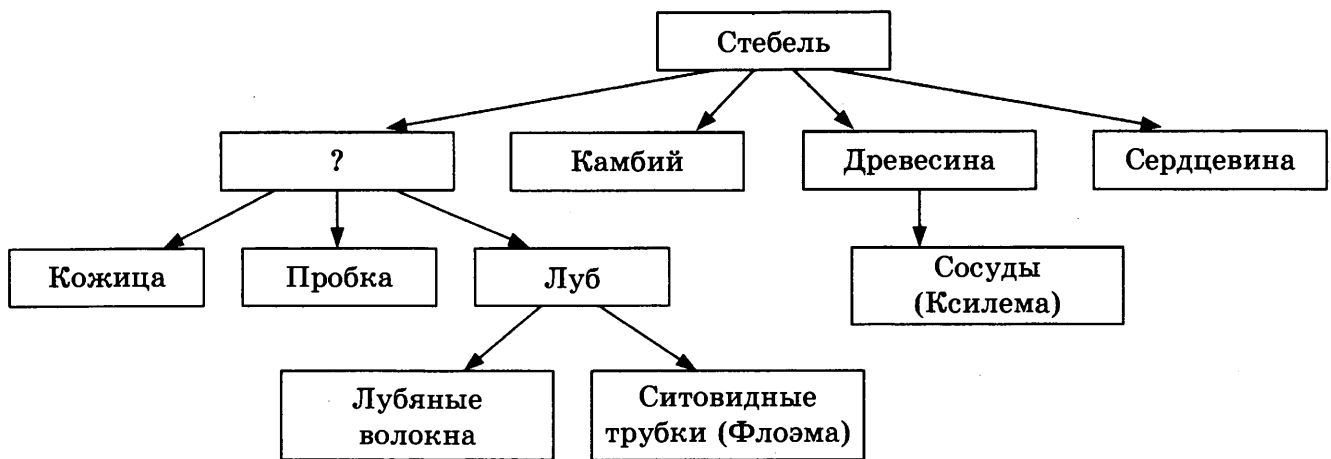 Стебель
?
Камбий
Древесина
Сердцевина
Кожица
Пробка
Луб
Сосуды
(Ксилема)
Лубяные
волокна
Ситовидные
трубки (Флоэма)